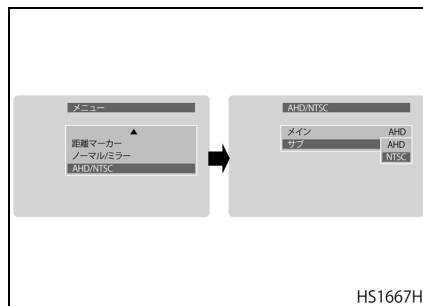 メニュー
▲
距離マーカー
ノーマル/ミラー
AHD/NTSC
AHD/NTSC
メイン AHD
サブ AHD
NTSC
HS1667H